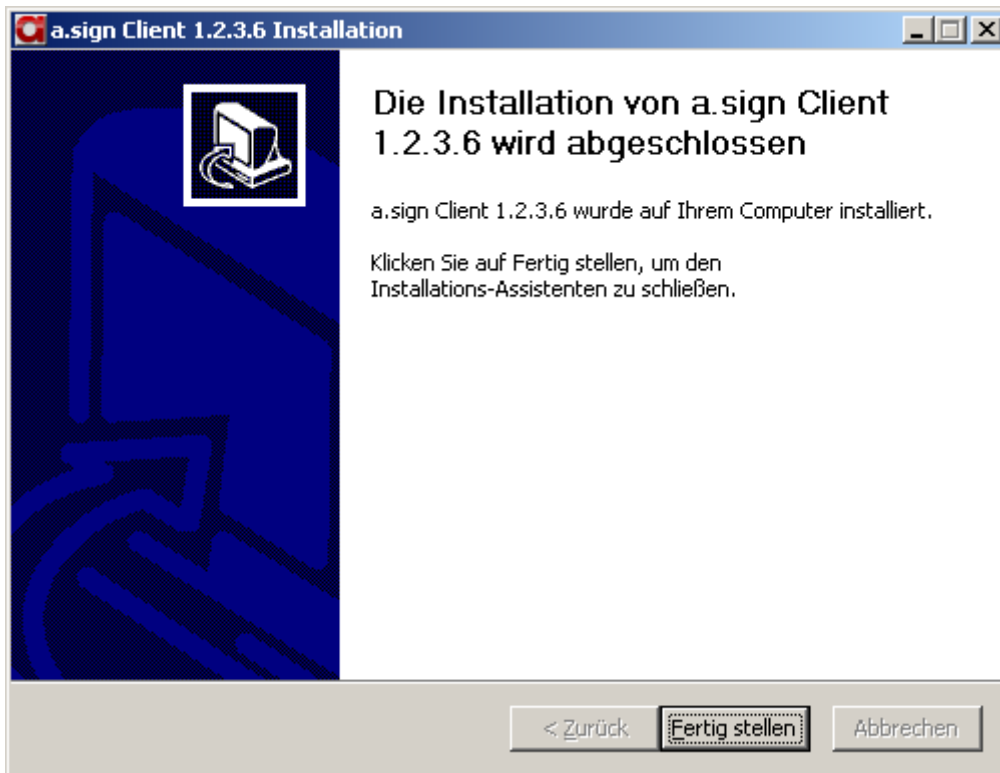 a.sign Client 1.2.3.6 Installation
Die Installation von a.sign Client
1.2.3.6 wird abgeschlossen
a.sign Client 1.2.3.6 wurde auf Ihrem Computer installiert.
Klicken Sie auf Fertig stellen, um den
Installations-Assistenten zu schließen.
< Zurück Fertig stellen Abbrechen